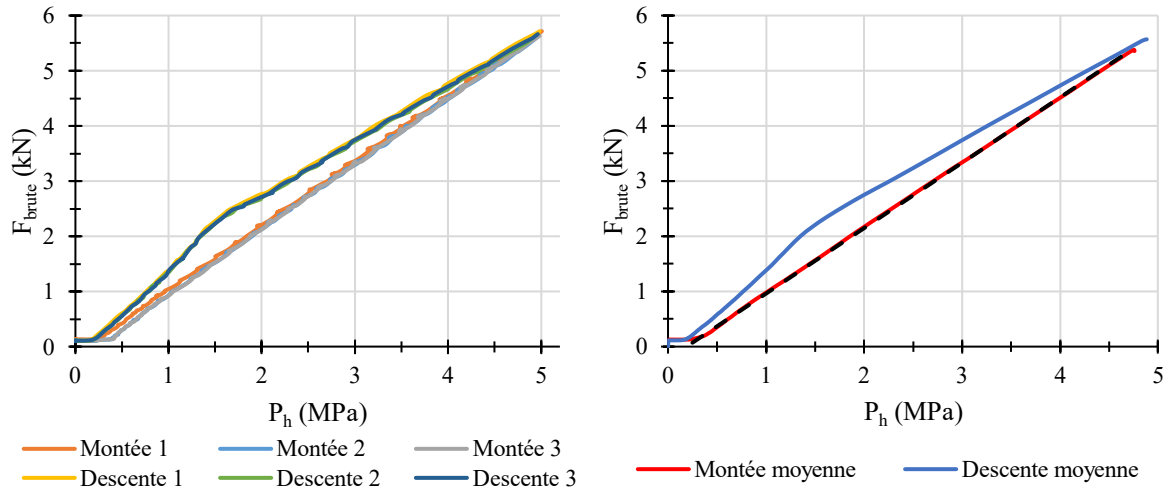 6
5
4
3
2
1
0
F_brute (kN)
0 1 2 3 4 5
P_h (MPa)
Montée 1 Montée 2 Montée 3
Descente 1 Descente 2 Descente 3
6
5
4
3
2
1
0
F_brute (kN)
0 1 2 3 4 5
P_h (MPa)
Montée moyenne Descente moyenne